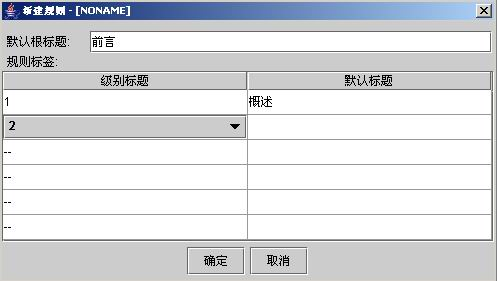 新建规则 - [NONAME]
默认根标题: 前言
规则标签:
级别标题 默认标题
1 概述
2
--
--
--
--
确定 取消